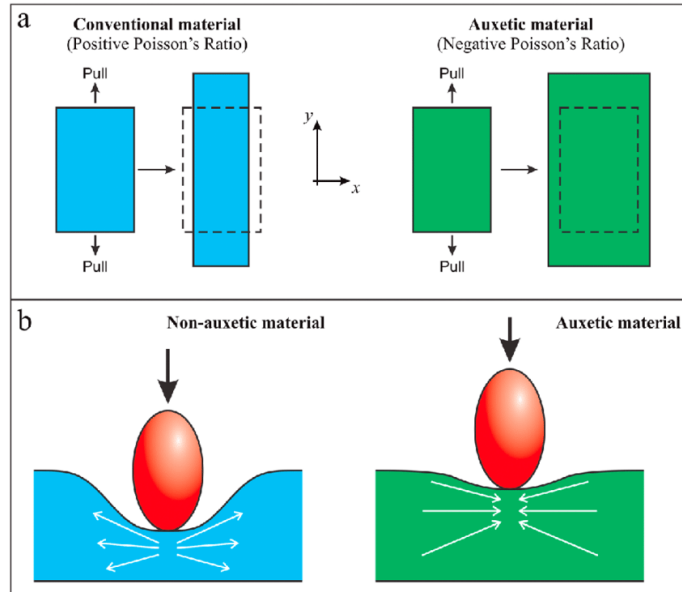 a
Conventional material
(Positive Poisson's Ratio)
Auxetic material
(Negative Poisson's Ratio)
Pull
Pull
y
x
Pull
Pull
b
Non-auxetic material
Auxetic material